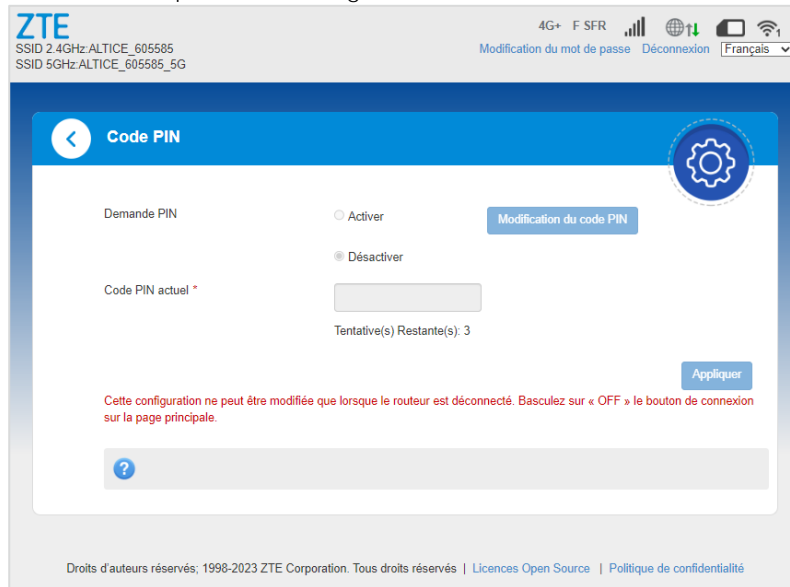 ZTE
4G+ F SFR
1
SSID 2.4GHz:ALTICE_605585
Modification du mot de passe Déconnexion Français
SSID 5GHz:ALTICE_605585_5G
Code PIN
Demande PIN
Activer
Modification du code PIN
Désactiver
Code PIN actuel *
Tentative(s) Restante(s): 3
Appliquer
Cette configuration ne peut être modifiée que lorsque le routeur est déconnecté. Basculez sur « OFF » le bouton de connexion
sur la page principale.
?
Droits d'auteurs réservés; 1998-2023 ZTE Corporation. Tous droits réservés | Licences Open Source | Politique de confidentialité